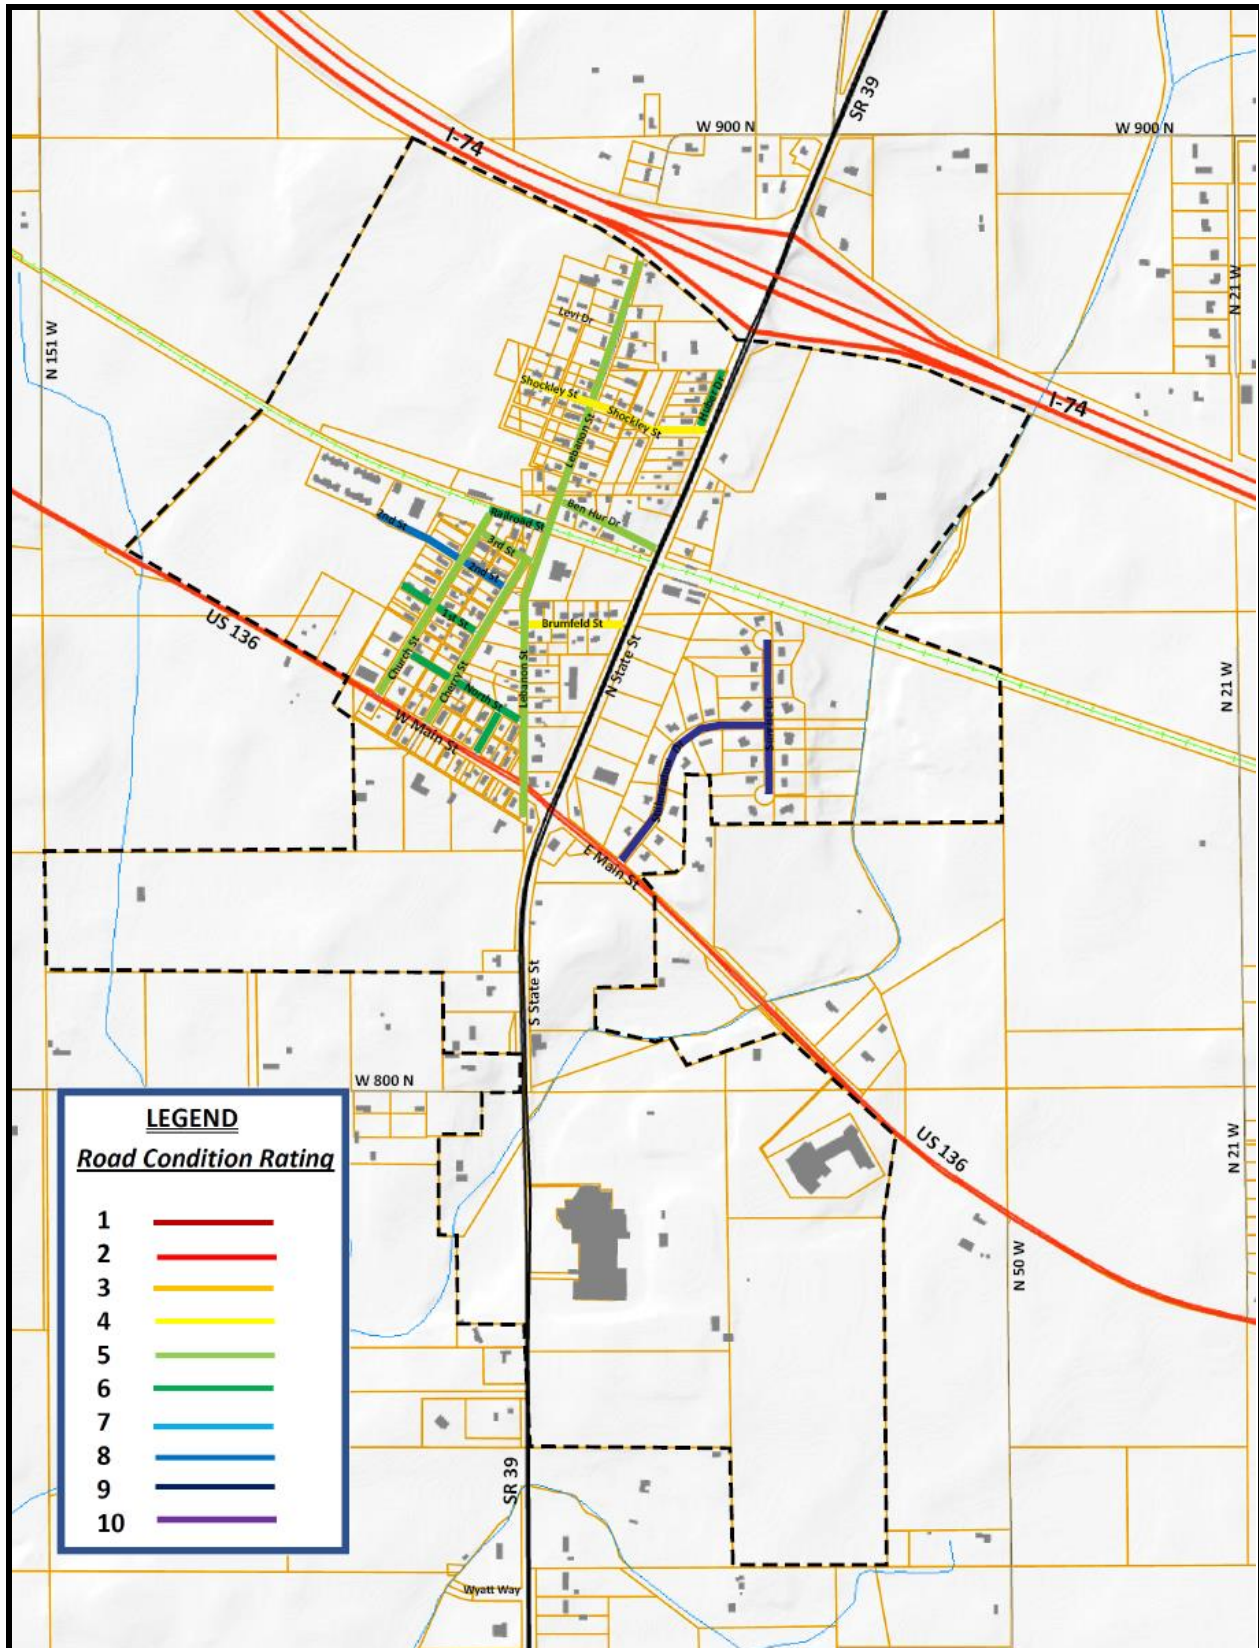 SR 39
W 900 N
W 900 N
I-74
N 21 W
Levi Dr
N 151 W
Shockley St
Huber Dr
I-74
Shockley St
Lebanon St
Ben Hur Dr
2nd St
Railroad St
3rd St
2nd St
1st St
Brumfeld St
US 136
Church St
Cherry St
Lebanon St
N State St
North St
N 21 W
W Main St
E Main St
S State St
W 800 N
US 136
N 21 W
N 50 W
LEGEND
Road Condition Rating
1
2
3
4
5
6
7
8
9
10
SR 39
Wyatt Way